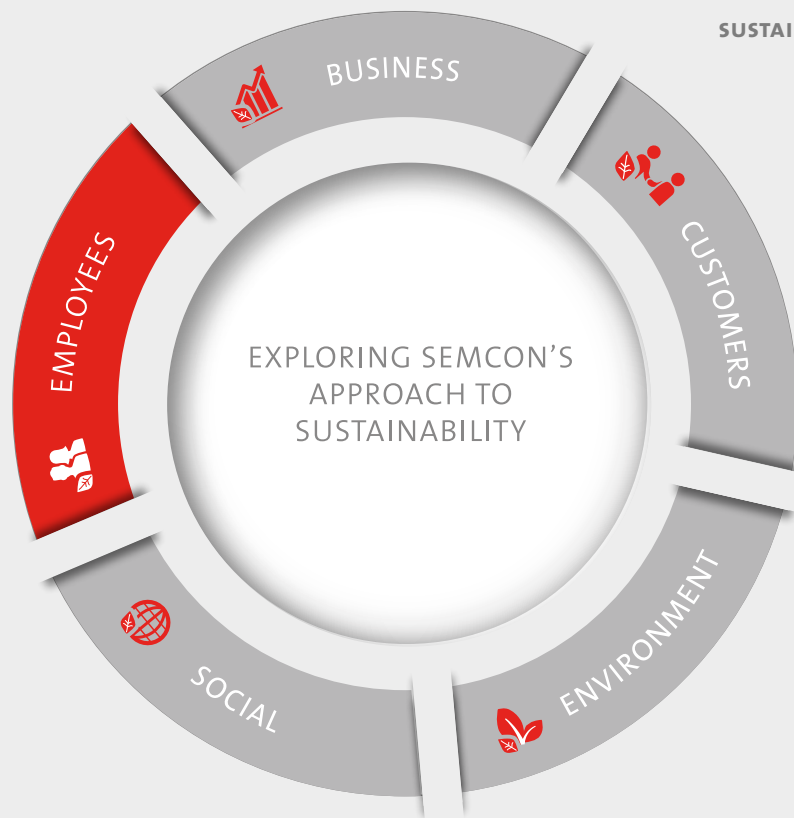 SUSTAI
BUSINESS
CUSTOMERS
EMPLOYEES
EXPLORING SEMCON’S
APPROACH TO
SUSTAINABILITY
ENVIRONMENT
SOCIAL